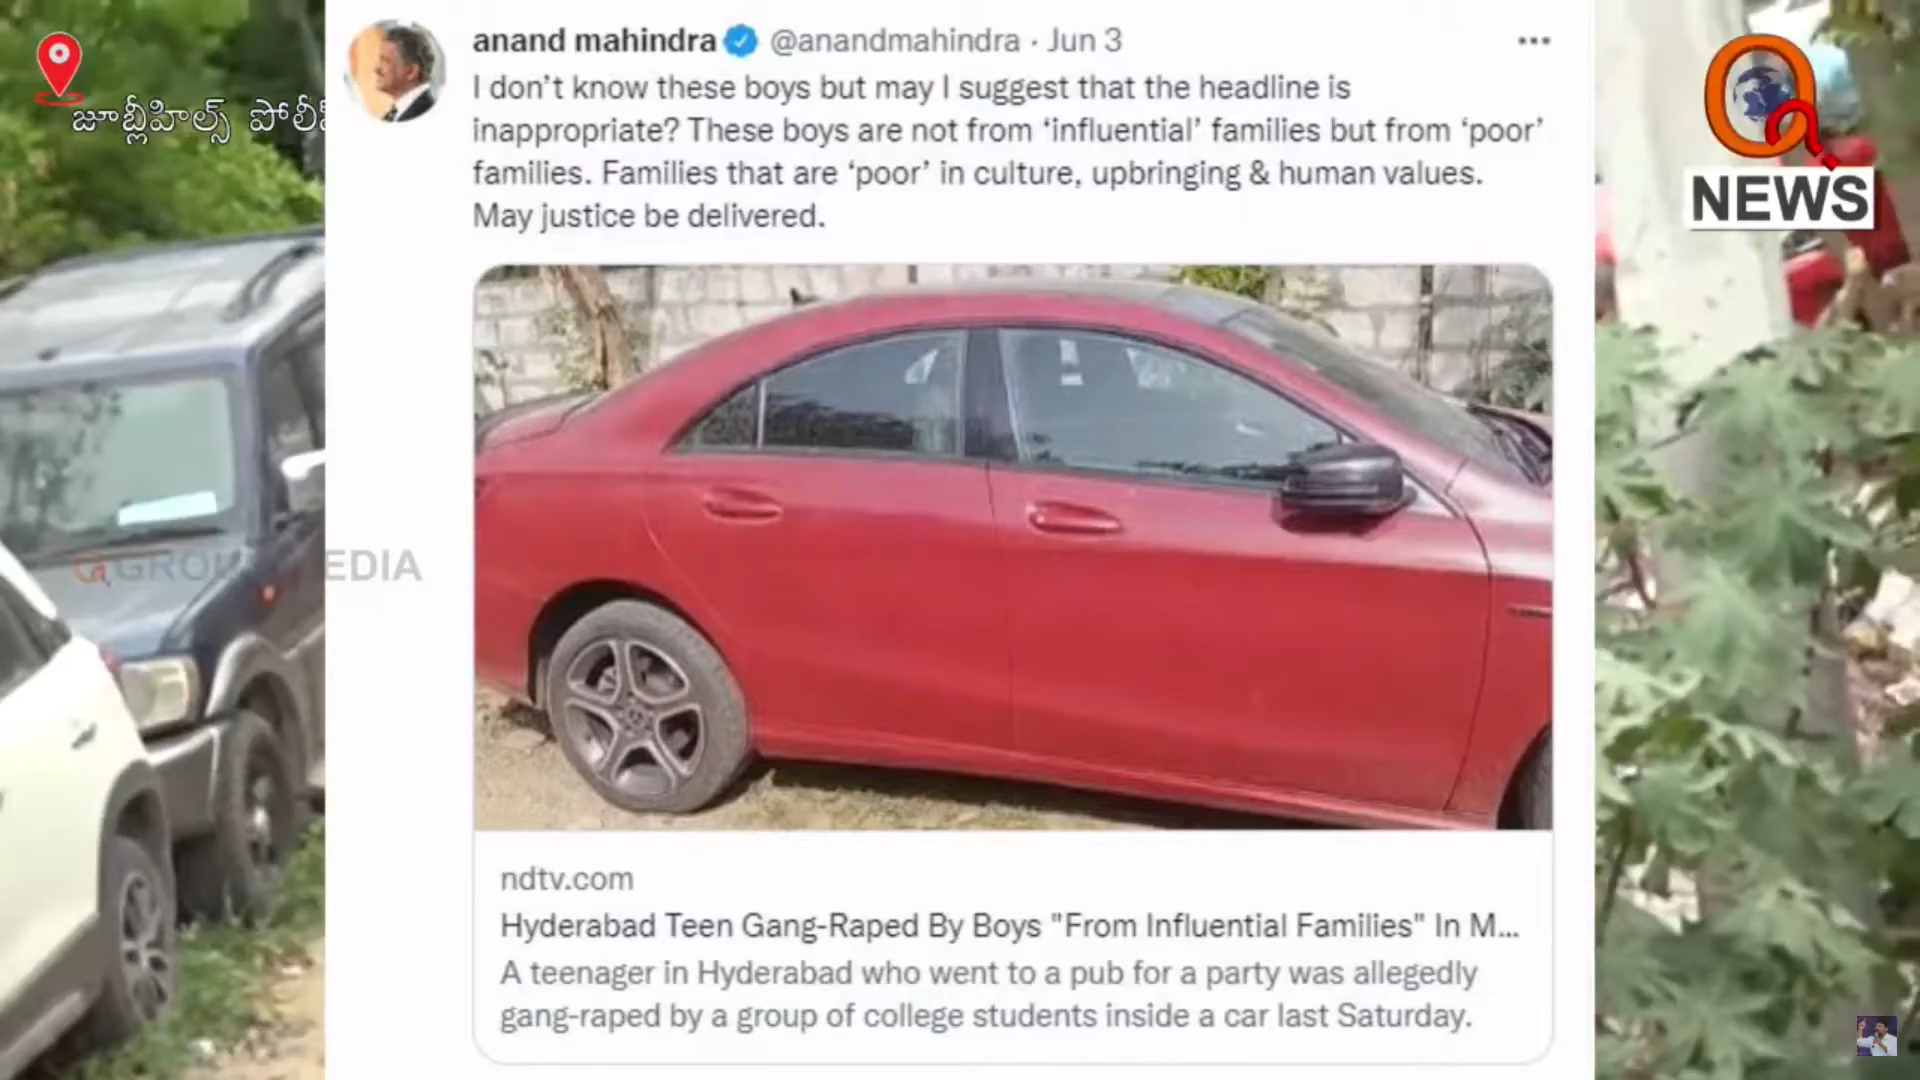 జూబ్లీహిల్స్ పోలీస్
anand mahindra @anandmahindra · Jun 3
I don’t know these boys but may I suggest that the headline is
inappropriate? These boys are not from ‘influential’ families but from ‘poor’
families. Families that are ‘poor’ in culture, upbringing & human values.
May justice be delivered.
Q NEWS
GROU EDIA
ndtv.com
Hyderabad Teen Gang-Raped By Boys "From Influential Families" In M...
A teenager in Hyderabad who went to a pub for a party was allegedly
gang-raped by a group of college students inside a car last Saturday.